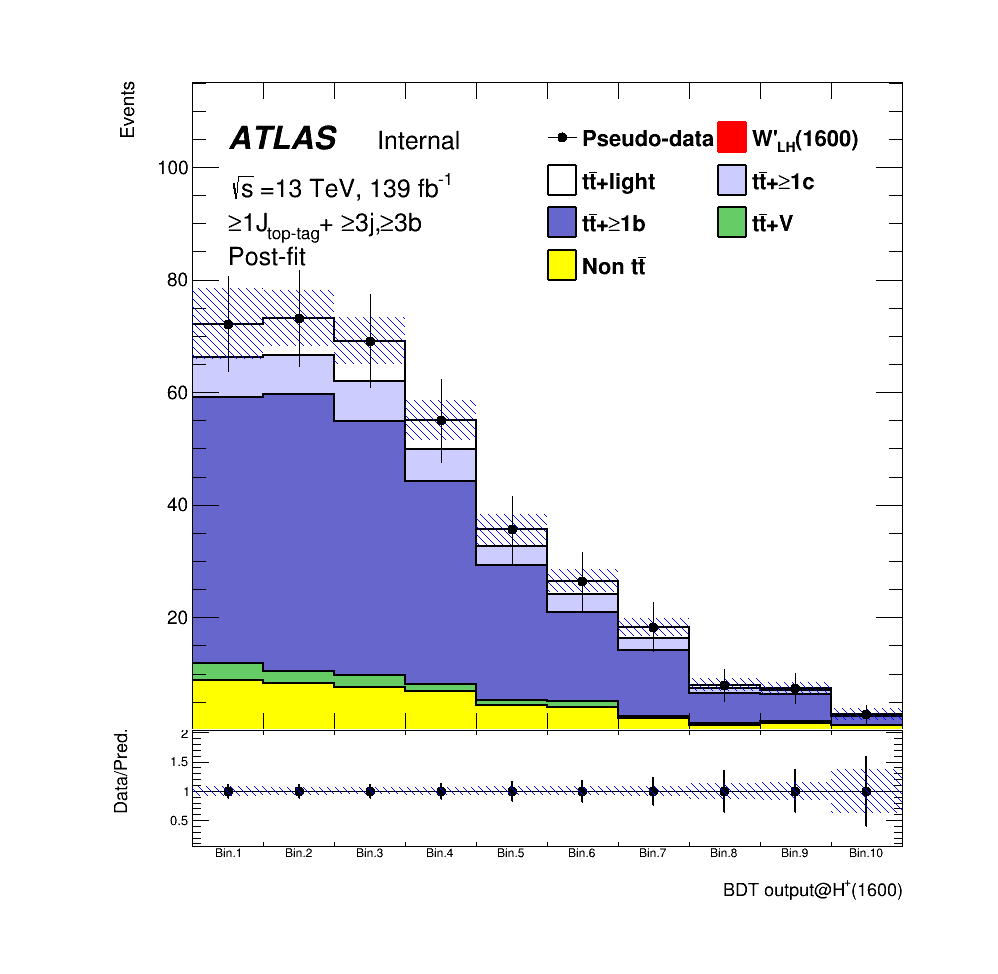 Events
100
80
60
40
20
ATLAS Internal
√s =13 TeV, 139 fb⁻¹
≥1J_top-tag + ≥3j,≥3b
Post-fit
Pseudo-data
W'_LH(1600)
tt̄+light
tt̄+≥1c
tt̄+≥1b
tt̄+V
Non tt̄
Data/Pred.
2
1.5
1
0.5
Bin.1 Bin.2 Bin.3 Bin.4 Bin.5 Bin.6 Bin.7 Bin.8 Bin.9 Bin.10
BDT output@H⁺(1600)